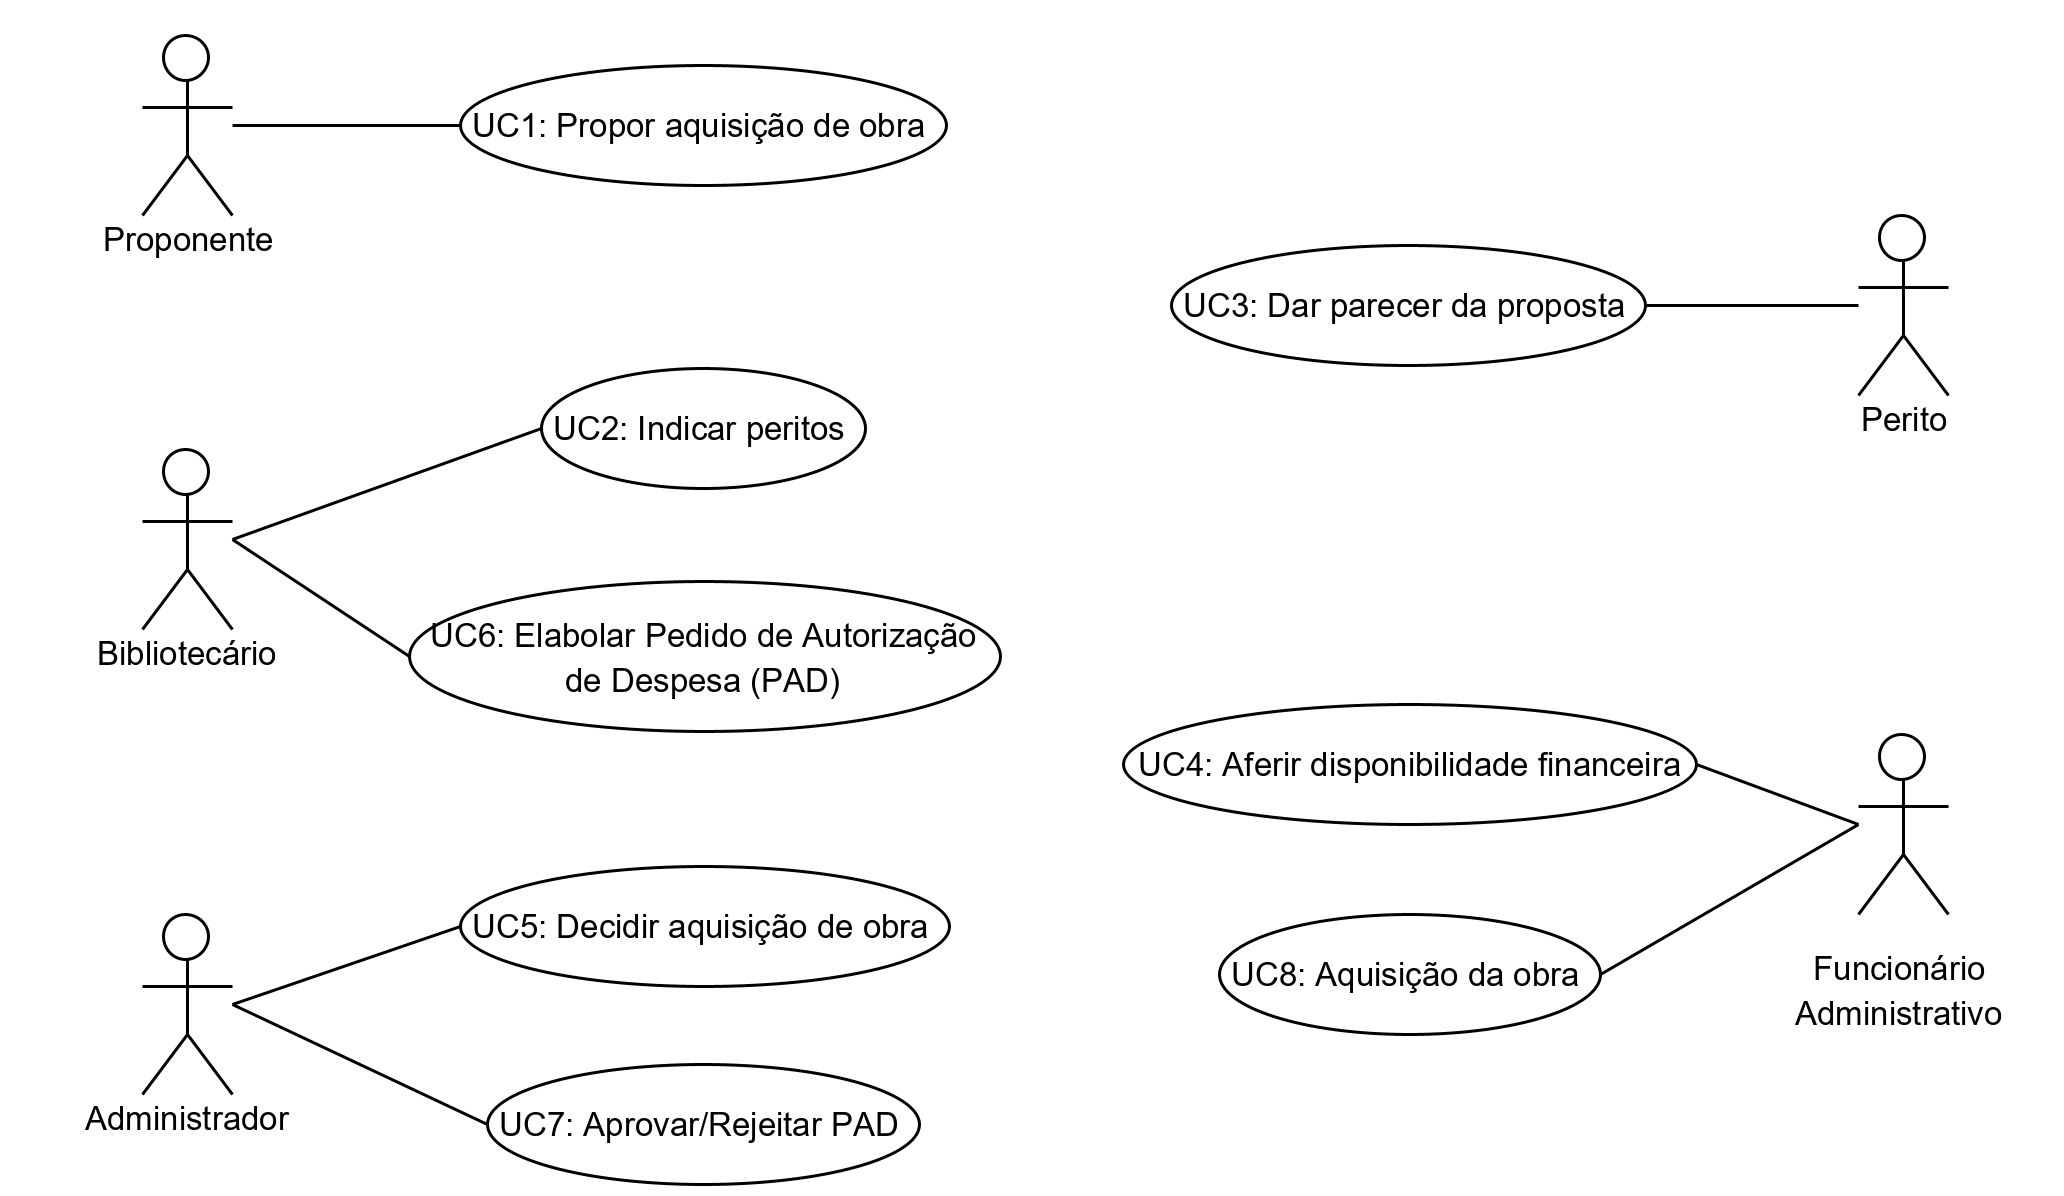 UC1: Propor aquisição de obra
Proponente
UC3: Dar parecer da proposta
Perito
UC2: Indicar peritos
Bibliotecário
UC6: Elabolar Pedido de Autorização
de Despesa (PAD)
UC4: Aferir disponibilidade financeira
Funcionário
Administrativo
UC8: Aquisição da obra
UC5: Decidir aquisição de obra
Administrador
UC7: Aprovar/Rejeitar PAD